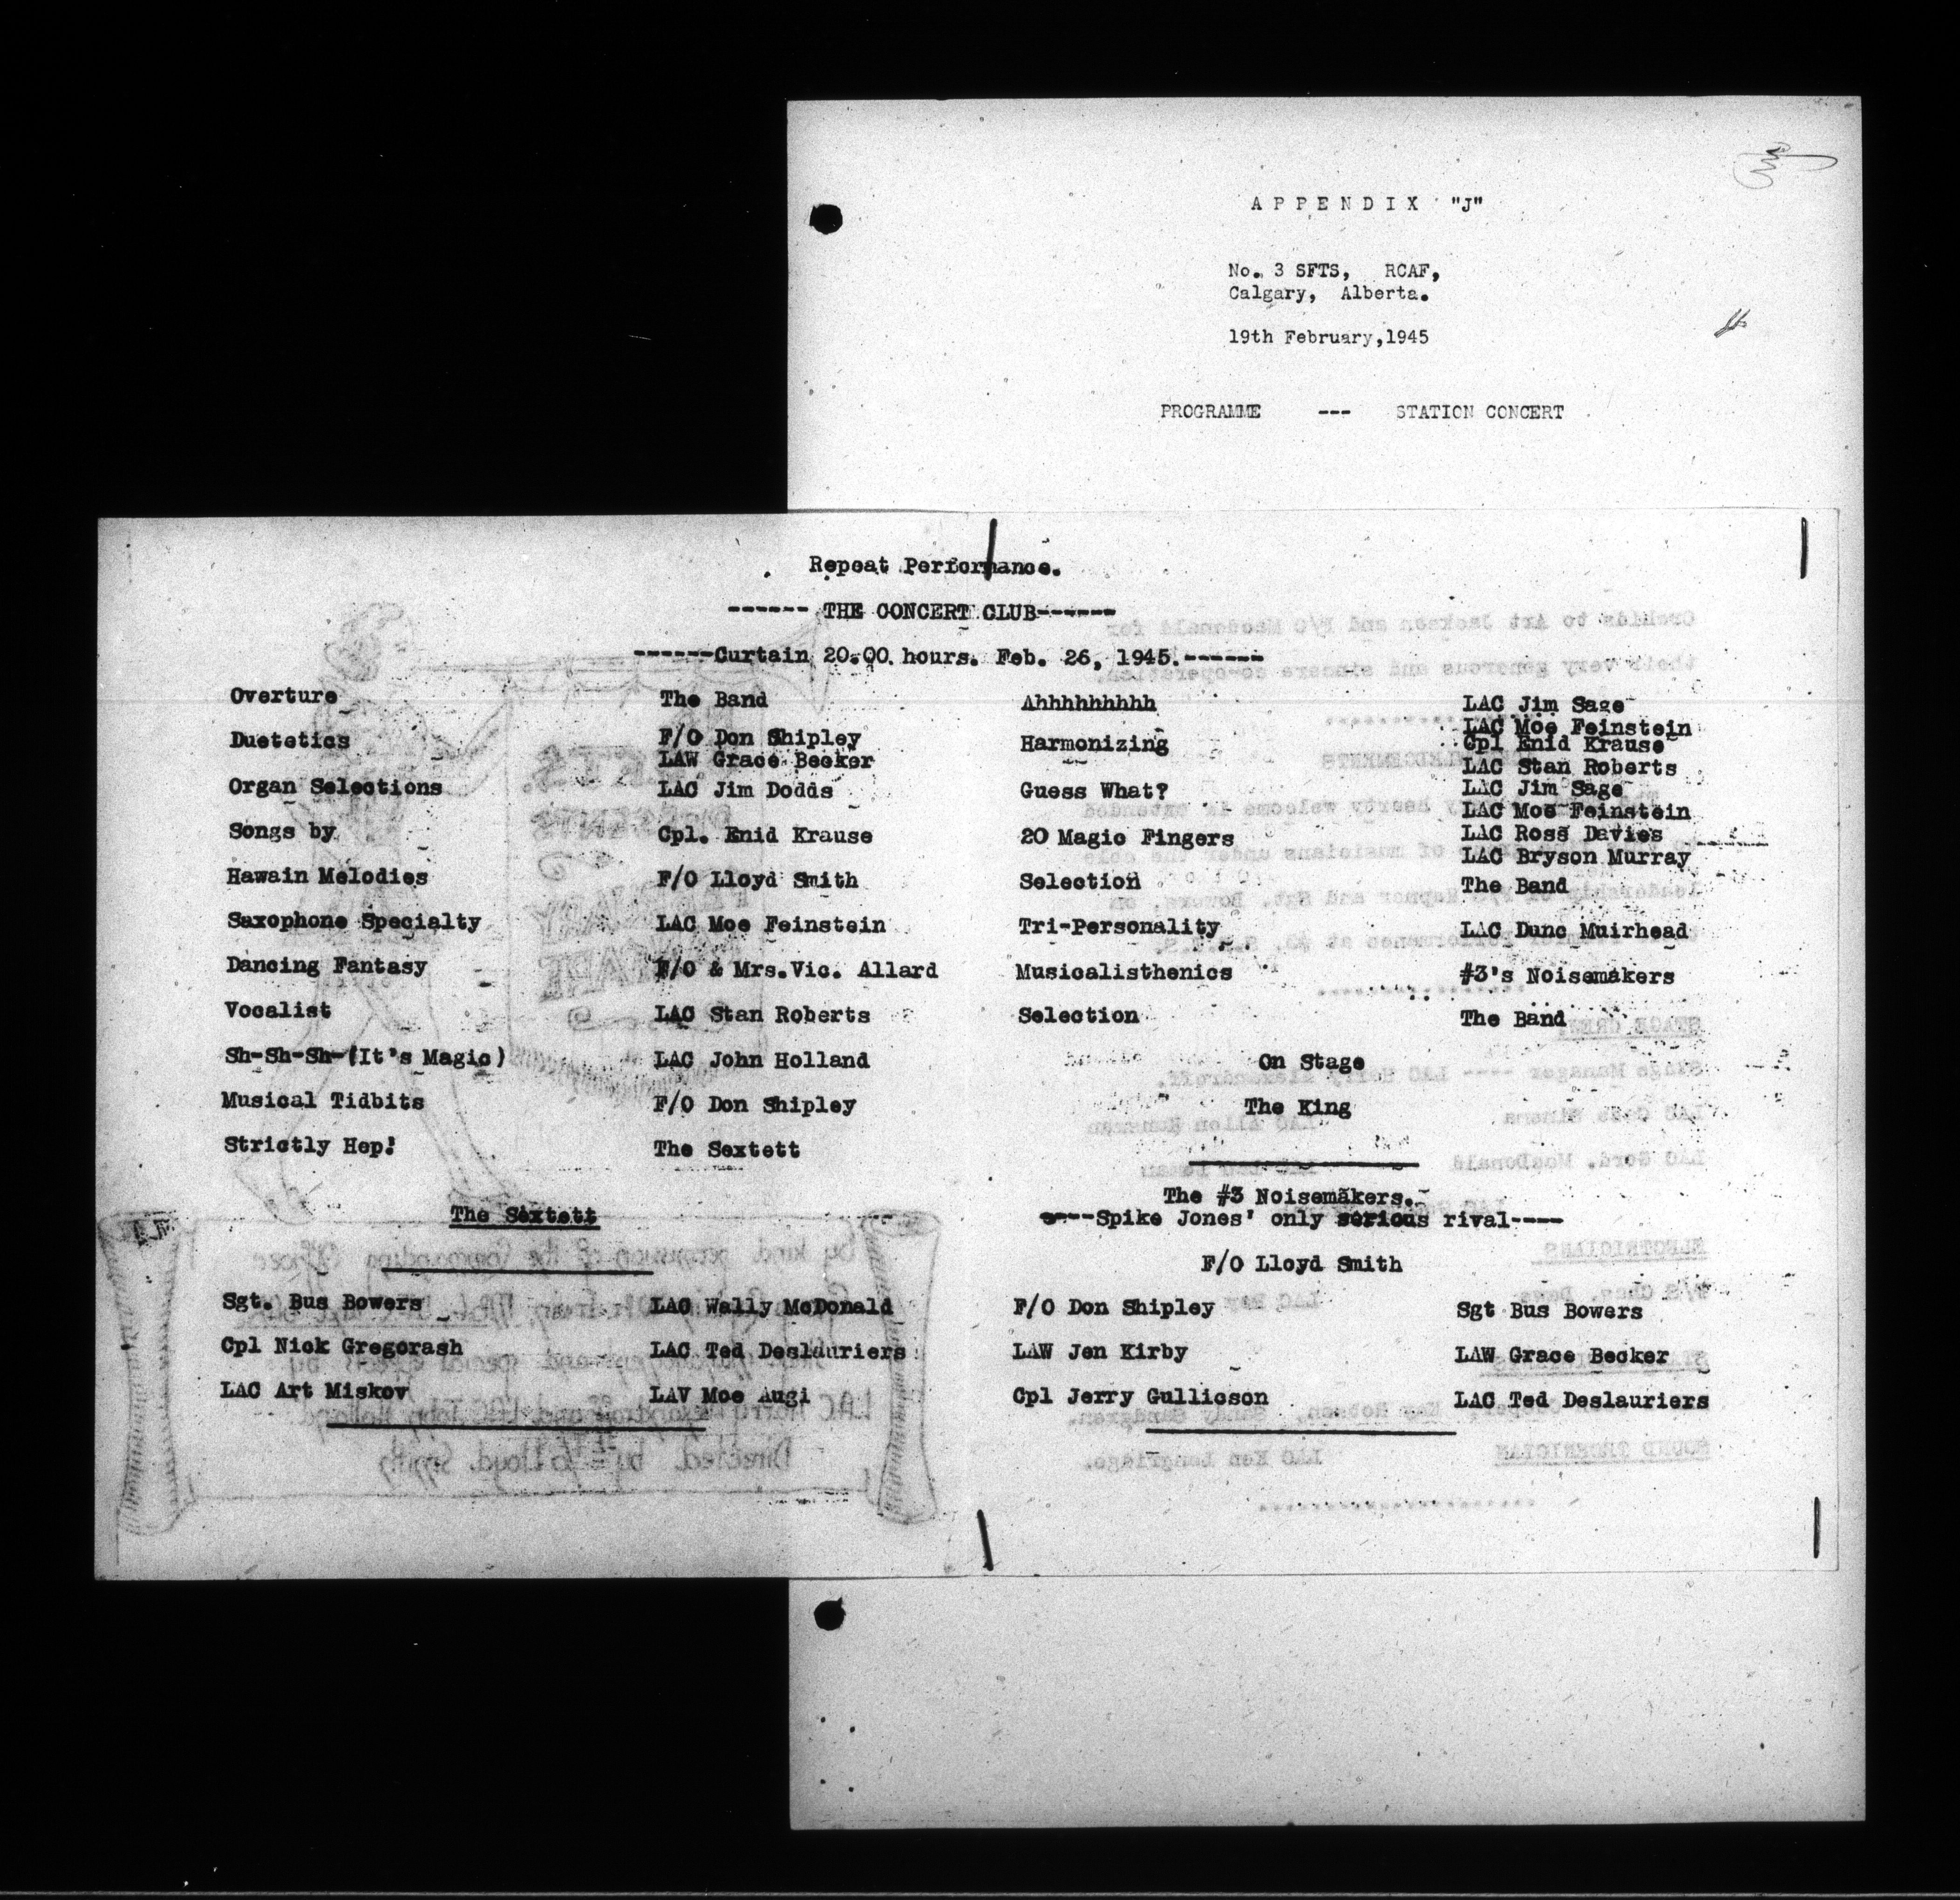 A P P E N D I X "J"
No. 3 SFTS, RCAF,
Calgary, Alberta.
19th February,1945
PROGRAMME --- STATION CONCERT
Repeat Performance.
------ THE CONCERT CLUB------
------Curtain 20.00 hours. Feb. 26, 1945.------
Overture The Band
Duetetics F/O Don Shipley
LAW Grace Becker
Organ Selections LAC Jim Dodds
Songs by Cpl. Enid Krause
Hawain Melodies F/O Lloyd Smith
Saxophone Specialty LAC Moe Feinstein
Dancing Fantasy F/O & Mrs.Vic. Allard
Vocalist LAC Stan Roberts
Sh-Sh-Sh-(It's Magic) LAC John Holland
Musical Tidbits F/O Don Shipley
Strictly Hep! The Sextett
The Sextett
Sgt. Bus Bowers LAC Wally McDonald
Cpl Nick Gregorash LAC Ted Deslauriers
LAC Art Miskov LAV Moe Augi
Ahhhhhhhhh LAC Jim Sage
LAC Moe Feinstein
Harmonizing Cpl Enid Krause
LAC Stan Roberts
Guess What? LAC Jim Sage
LAC Moe Feinstein
20 Magic Fingers LAC Ross Davies
LAC Bryson Murray
Selection The Band
Tri-Personality LAC Dunc Muirhead
Musicalisthenics #3's Noisemakers
Selection The Band
On Stage
The King
The #3 Noisemakers.
----Spike Jones' only serious rival----
F/O Lloyd Smith
F/O Don Shipley Sgt Bus Bowers
LAW Jen Kirby LAW Grace Becker
Cpl Jerry Gullicson LAC Ted Deslauriers